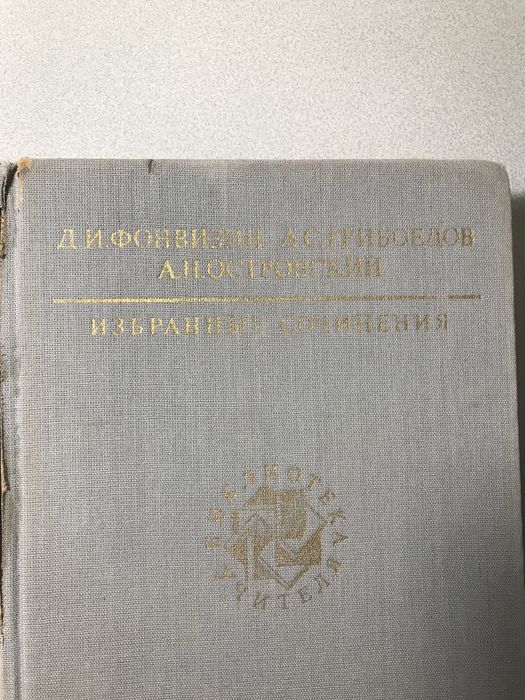 Д.И.ФОНВИЗИН А.С.ГРИБОЕДОВ
А.Н.ОСТРОВСКИЙ
ИЗБРАННЫЕ СОЧИНЕНИЯ
БИБЛИОТЕКА
УЧИТЕЛЯ